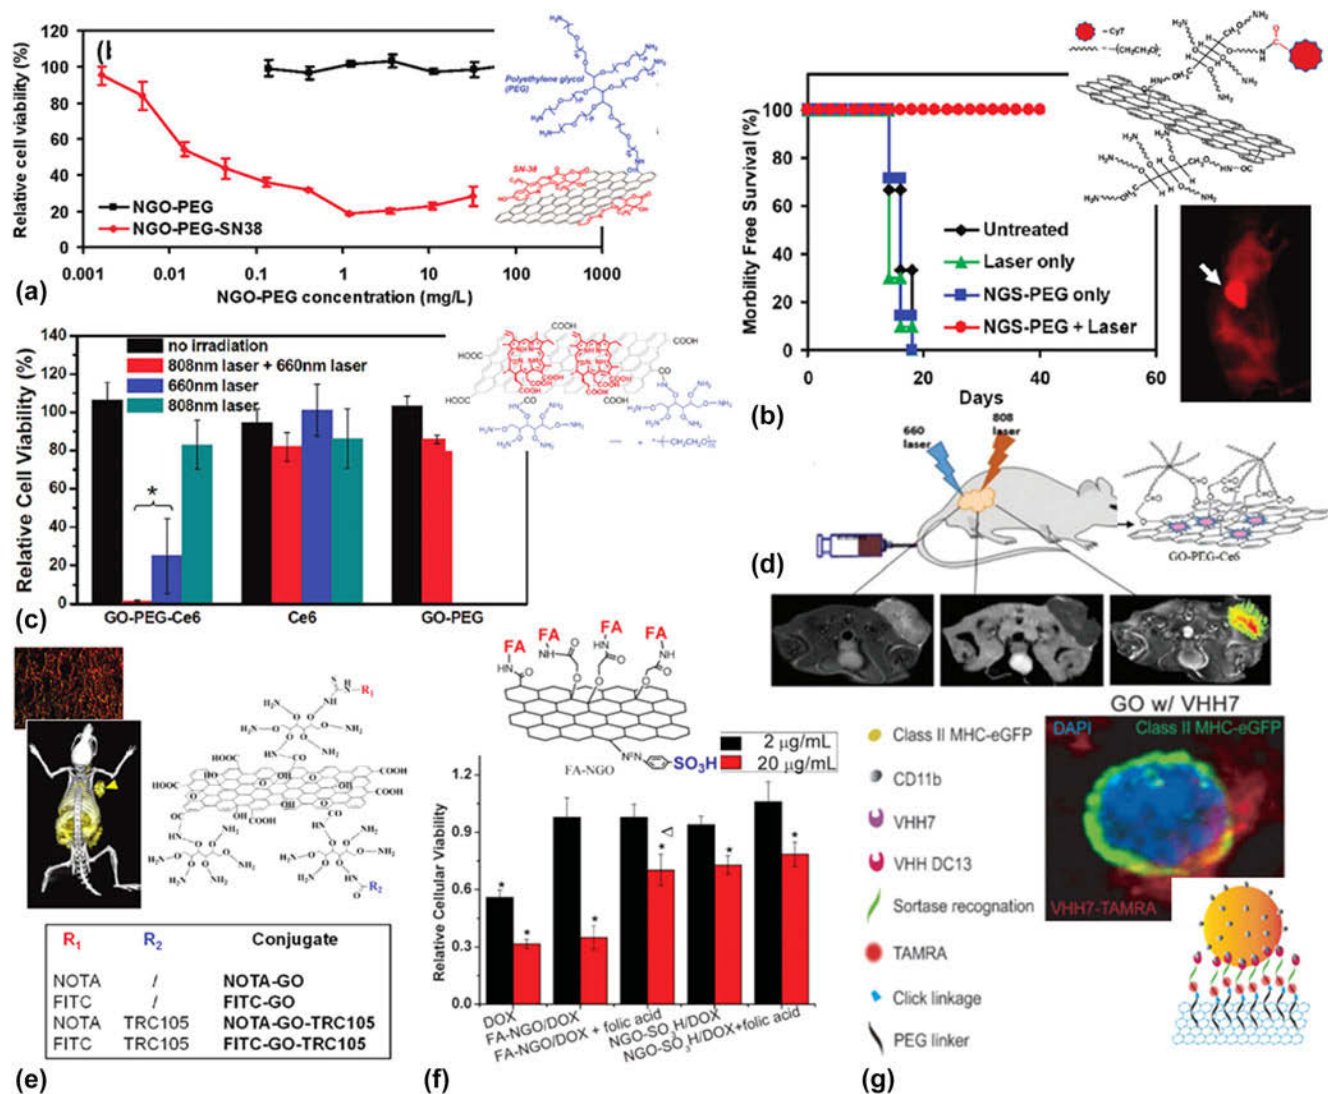 120
100
80
60
40
20
0
Relative cell viability (%)
NGO-PEG
NGO-PEG-SN38
0.001
0.01
0.1
1
10
100
1000
NGO-PEG concentration (mg/L)
Polyethylene glycol
(PEG)
SN-38
(a)
Cy7
100
80
60
40
20
0
Morbility Free Survival (%)
Untreated
Laser only
NGS-PEG only
NGS-PEG + Laser
0
20
40
60
Days
(b)
140
120
100
80
60
40
20
0
Relative Cell Viability (%)
no irradiation
808nm laser + 660nm laser
660nm laser
808nm laser
*
GO-PEG-Ce6
Ce6
GO-PEG
HOOC
COOH
(c)
660
laser
808
laser
GO-PEG-Ce6
(d)
R₁
R₂
R₁ R₂ Conjugate
NOTA / NOTA-GO
FITC / FITC-GO
NOTA TRC105 NOTA-GO-TRC105
FITC TRC105 FITC-GO-TRC105
(e)
FA FA FA FA
SO₃H
FA-NGO
2 μg/mL
20 μg/mL
1.2
0.9
0.6
0.3
0.0
Relative Cellular Viability
DOX
FA-NGO/DOX
FA-NGO/DOX + folic acid
NGO-SO₃H/DOX
NGO-SO₃H/DOX+folic acid
(f)
GO w/ VHH7
DAPI
Class II MHC-eGFP
VHH7-TAMRA
Class II MHC-eGFP
CD11b
VHH7
VHH DC13
Sortase recognation
TAMRA
Click linkage
PEG linker
(g)